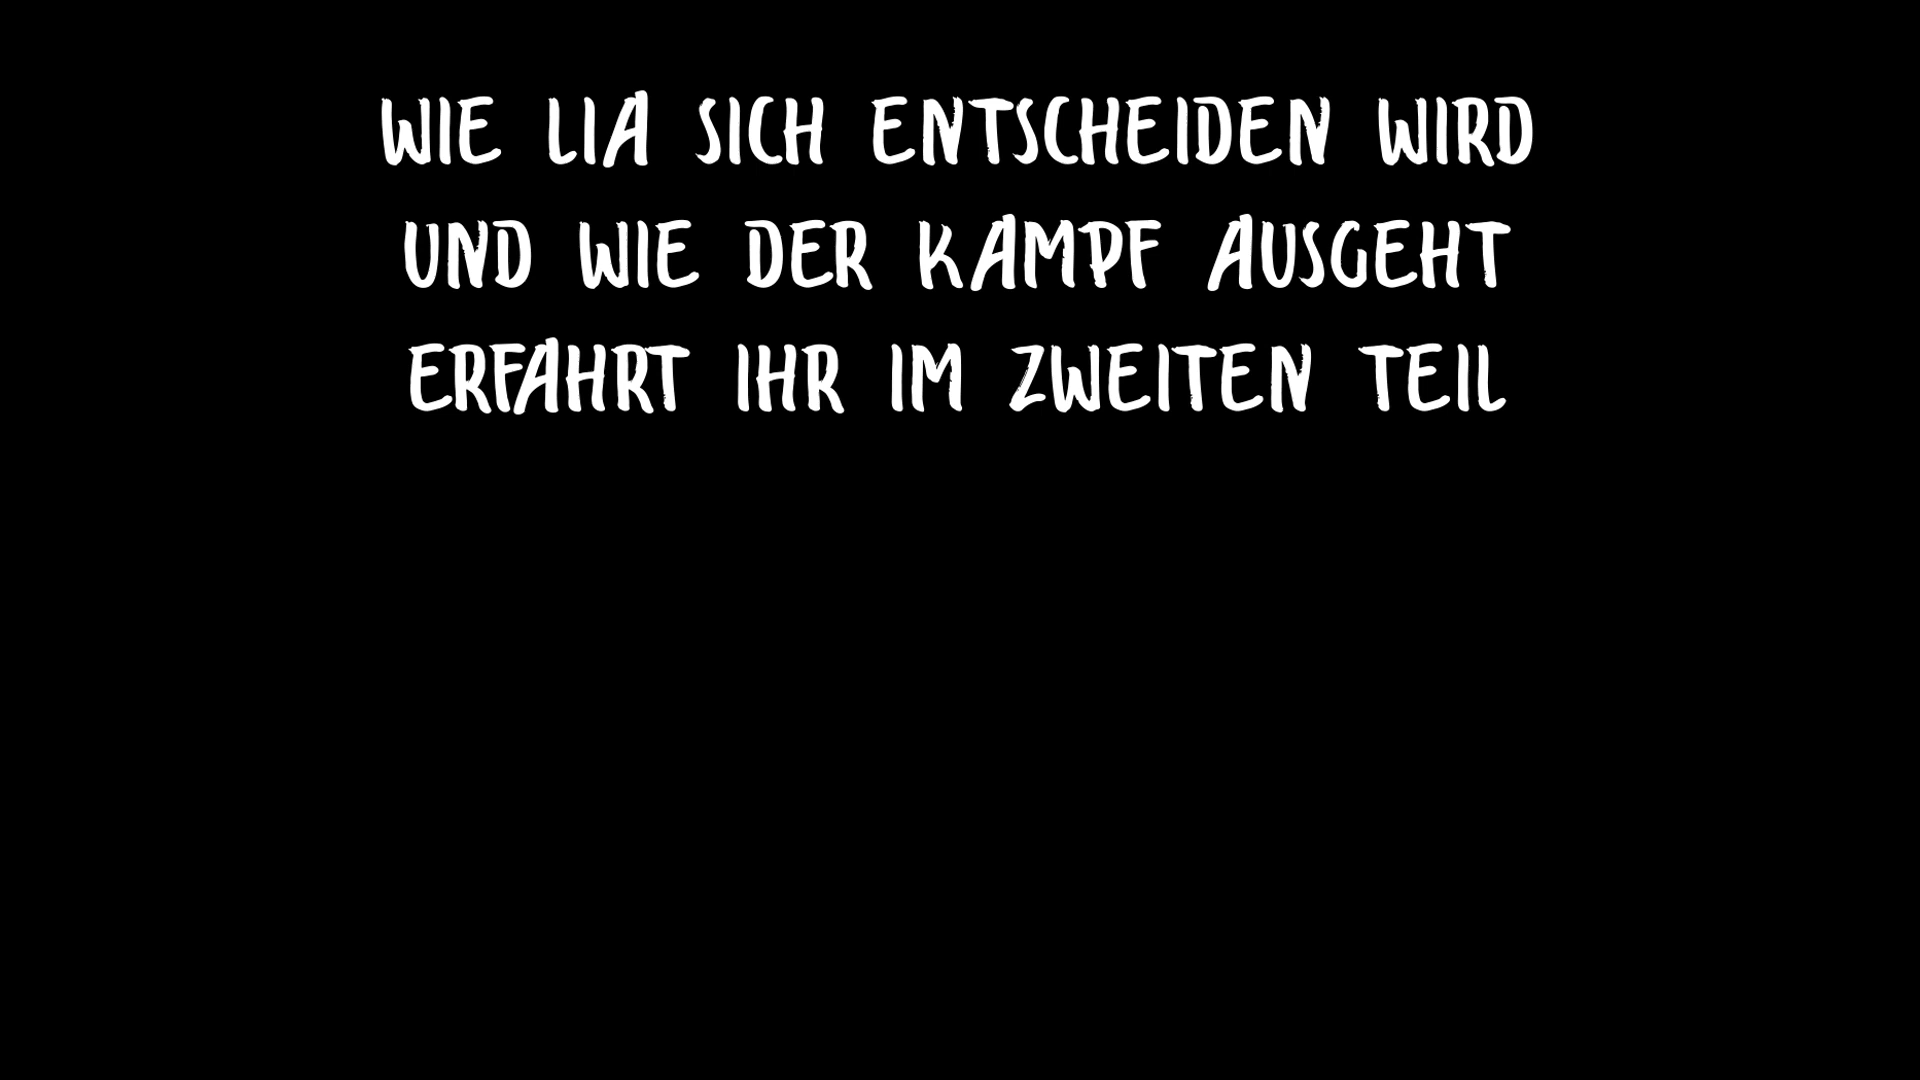 WIE LIA SICH ENTSCHEIDEN WIRD
UND WIE DER KAMPF AUSGEHT
ERFAHRT IHR IM ZWEITEN TEIL